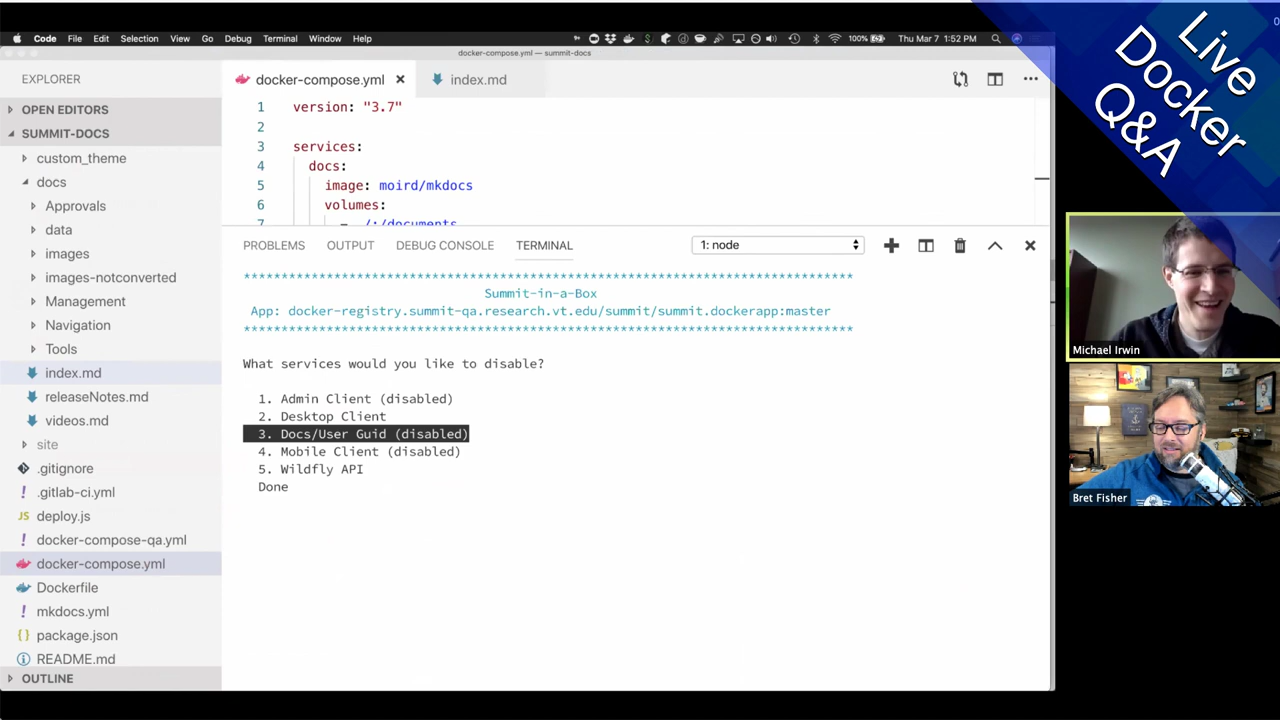 Code File Edit Selection View Go Debug Terminal Window Help
100% Thu Mar 7 1:52 PM
docker-compose.yml — summit-docs
Live
Docker
Q&A
EXPLORER
OPEN EDITORS
SUMMIT-DOCS
custom_theme
docs
Approvals
data
images
images-notconverted
Management
Navigation
Tools
index.md
releaseNotes.md
videos.md
site
.gitignore
.gitlab-ci.yml
deploy.js
docker-compose-qa.yml
docker-compose.yml
Dockerfile
mkdocs.yml
package.json
README.md
OUTLINE
docker-compose.yml
index.md
1 version: "3.7"
2
3 services:
4 docs:
5 image: moird/mkdocs
6 volumes:
7 - ./:/documents
PROBLEMS OUTPUT DEBUG CONSOLE TERMINAL 1: node
********************************************************************************
Summit-in-a-Box
App: docker-registry.summit-qa.research.vt.edu/summit/summit.dockerapp:master
********************************************************************************
What services would you like to disable?
1. Admin Client (disabled)
2. Desktop Client
3. Docs/User Guid (disabled)
4. Mobile Client (disabled)
5. Wildfly API
Done
Michael Irwin
Bret Fisher